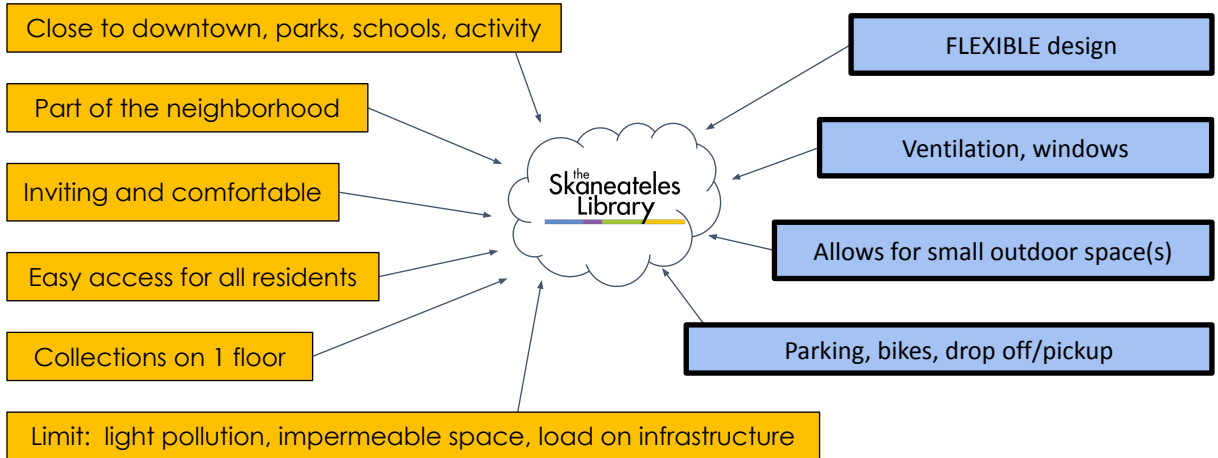 Close to downtown, parks, schools, activity
Part of the neighborhood
Inviting and comfortable
Easy access for all residents
Collections on 1 floor
Limit:  light pollution, impermeable space, load on infrastructure
the
Skaneateles
Library
FLEXIBLE design
Ventilation, windows
Allows for small outdoor space(s)
Parking, bikes, drop off/pickup